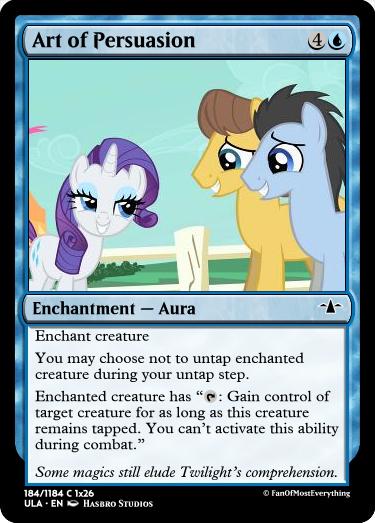 Art of Persuasion 4
Enchantment — Aura
Enchant creature
You may choose not to untap enchanted
creature during your untap step.
Enchanted creature has “: Gain control of
target creature for as long as this creature
remains tapped. You can’t activate this ability
during combat.”
Some magics still elude Twilight’s comprehension.
184/1184 C 1x26
ULA • EN Hasbro Studios
© FanOfMostEverything